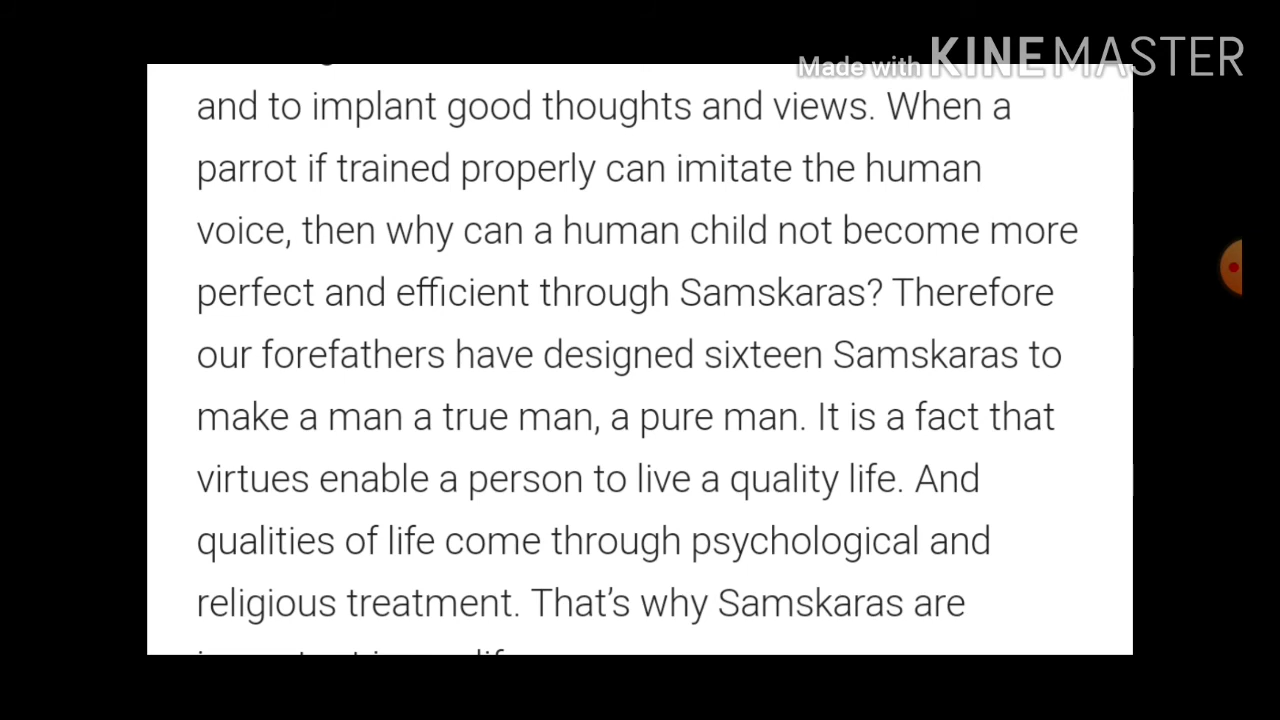 Made with KINEMASTER
and to implant good thoughts and views. When a
parrot if trained properly can imitate the human
voice, then why can a human child not become more
perfect and efficient through Samskaras? Therefore
our forefathers have designed sixteen Samskaras to
make a man a true man, a pure man. It is a fact that
virtues enable a person to live a quality life. And
qualities of life come through psychological and
religious treatment. That’s why Samskaras are